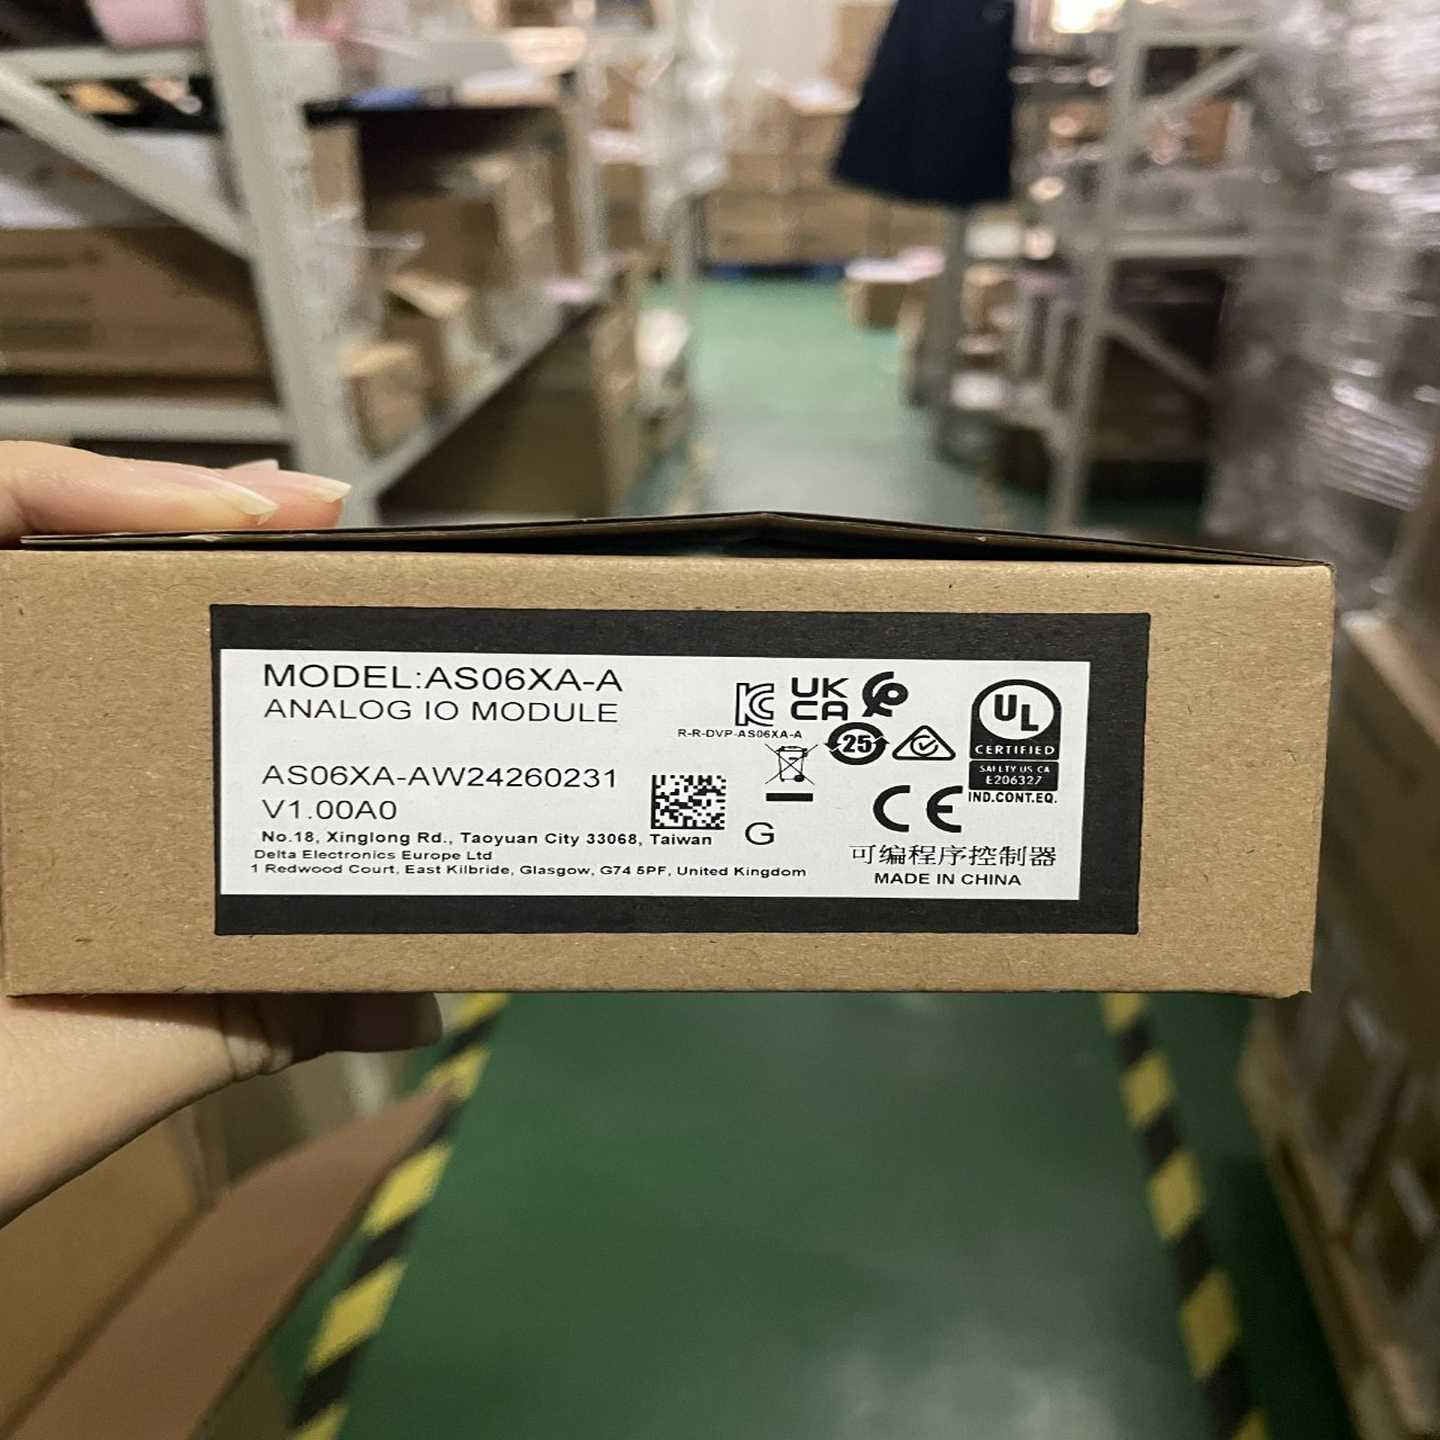 MODEL:AS06XA-A
ANALOG IO MODULE
UK
CA
R-R-DVP-AS06XA-A
25
UL
CERTIFIED
SAFETY US CA
E206327
IND.CONT.EQ.
AS06XA-AW24260231
V1.00A0
G
CE
No.18, Xinglong Rd., Taoyuan City 33068, Taiwan
Delta Electronics Europe Ltd
1 Redwood Court, East Kilbride, Glasgow, G74 5PF, United Kingdom
可编程序控制器
MADE IN CHINA